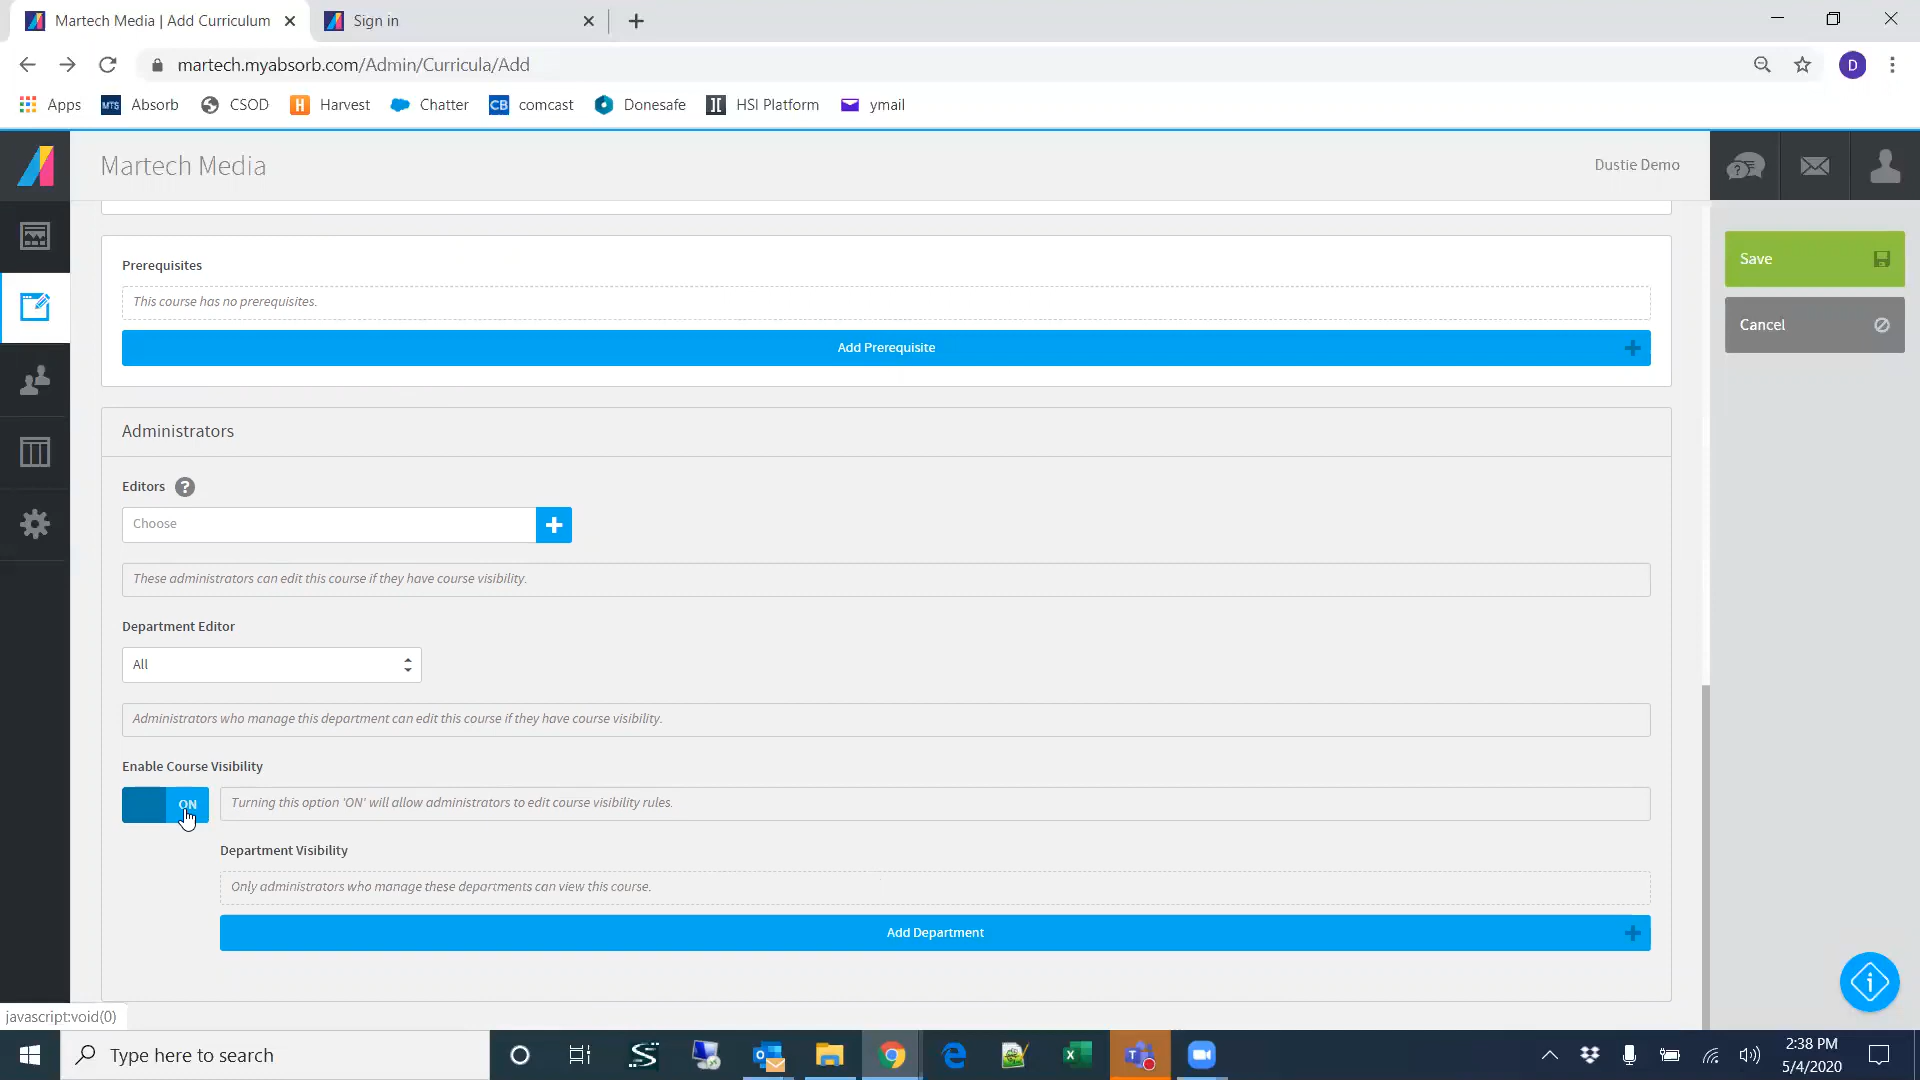 Martech Media | Add Curriculum
Sign in
martech.myabsorb.com/Admin/Curricula/Add
D
Apps
MTS Absorb
CSOD
H Harvest
Chatter
CB comcast
Donesafe
HSI Platform
ymail
Martech Media
Dustie Demo
Save
Cancel
Prerequisites
This course has no prerequisites.
Add Prerequisite
Administrators
Editors ?
Choose
These administrators can edit this course if they have course visibility.
Department Editor
All
Administrators who manage this department can edit this course if they have course visibility.
Enable Course Visibility
ON
Turning this option 'ON' will allow administrators to edit course visibility rules.
Department Visibility
Only administrators who manage these departments can view this course.
Add Department
javascript:void(0)
Type here to search
2:38 PM
5/4/2020